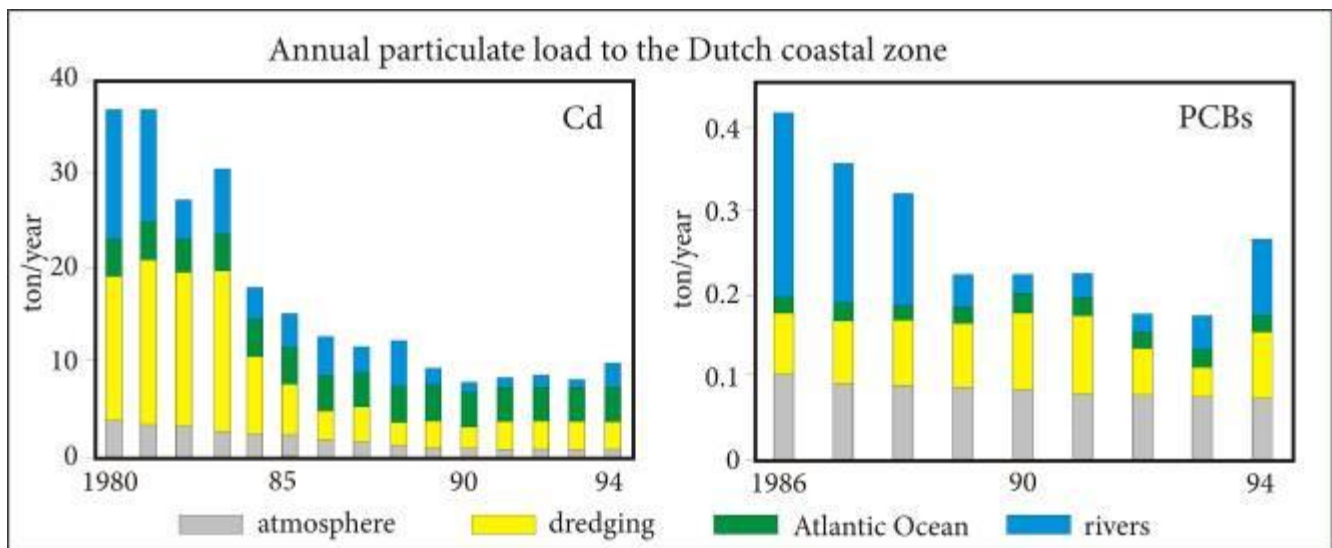 Annual particulate load to the Dutch coastal zone
40
30
20
10
0
ton/year
Cd
1980 85 90 94
0.4
0.3
0.2
0.1
0
ton/year
PCBs
1986 90 94
atmosphere dredging Atlantic Ocean rivers